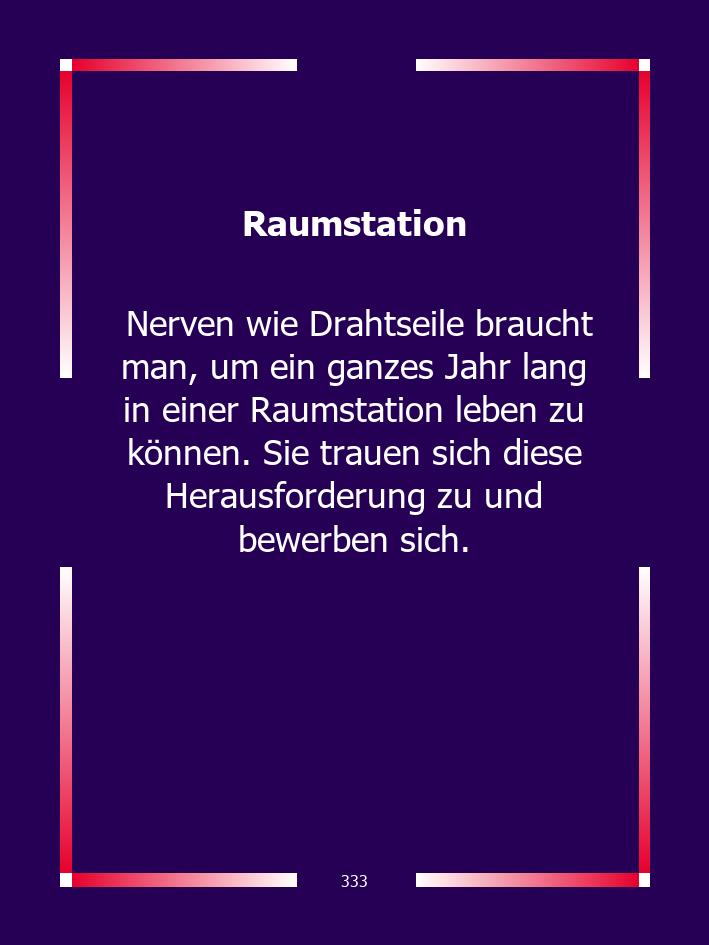 Raumstation
Nerven wie Drahtseile braucht
man, um ein ganzes Jahr lang
in einer Raumstation leben zu
können. Sie trauen sich diese
Herausforderung zu und
bewerben sich.
333